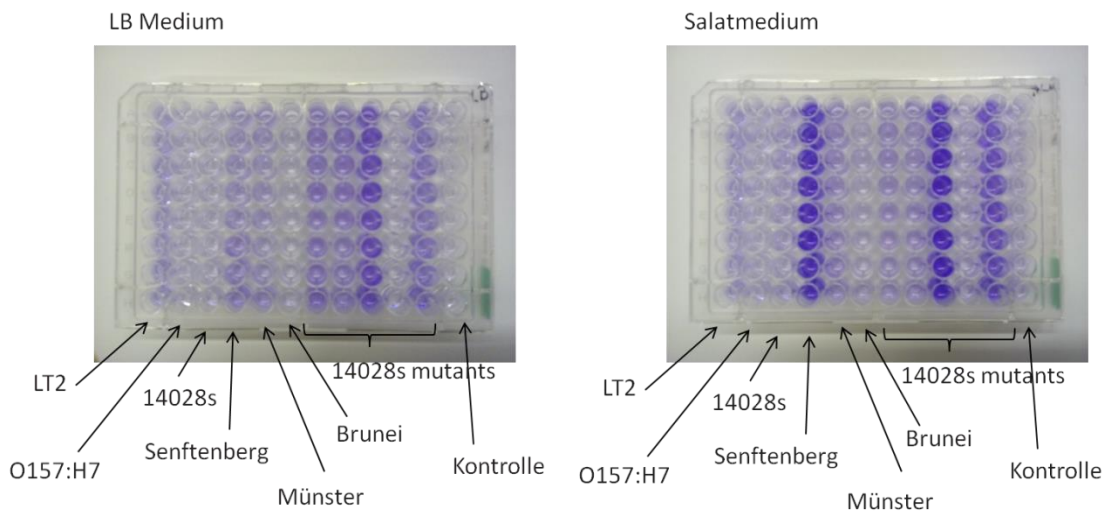 LB Medium
Salatmedium
LB
LT2
14028s
14028s mutants
Senftenberg
Brunei
O157:H7
Kontrolle
Münster
LT2
14028s
14028s mutants
Senftenberg
Brunei
O157:H7
Kontrolle
Münster